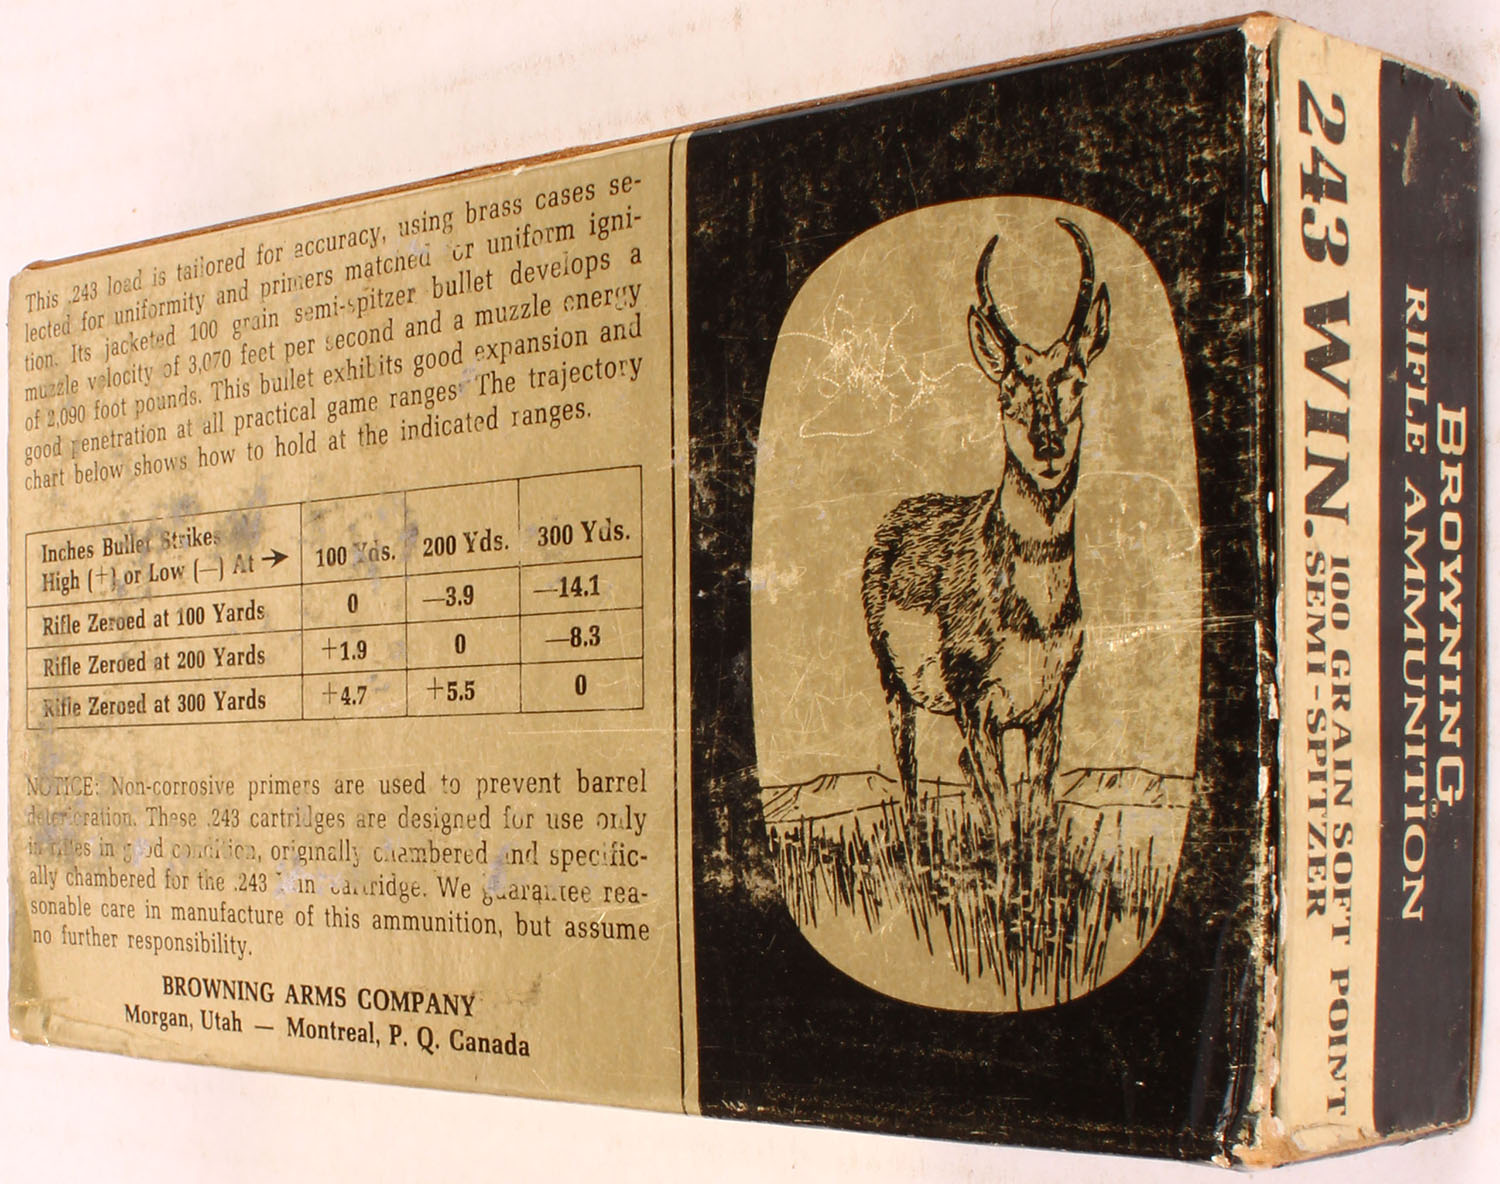 This .243 load is tailored for accuracy, using brass cases se-
lected for uniformity and primers matched for uniform igni-
tion. Its jacketed 100 grain semi-spitzer bullet develops a
muzzle velocity of 3,070 feet per second and a muzzle energy
of 2,090 foot pounds. This bullet exhibits good expansion and
good penetration at all practical game ranges. The trajectory
chart below shows how to hold at the indicated ranges.
Inches Bullet Strikes
High (+) or Low (—) At → 100 Yds. 200 Yds. 300 Yds.
Rifle Zeroed at 100 Yards 0 —3.9 —14.1
Rifle Zeroed at 200 Yards +1.9 0 —8.3
Rifle Zeroed at 300 Yards +4.7 +5.5 0
NOTICE: Non-corrosive primers are used to prevent barrel
deterioration. These .243 cartridges are designed for use only
in rifles in good condition, originally chambered and specific-
ally chambered for the .243 Win cartridge. We guarantee rea-
sonable care in manufacture of this ammunition, but assume
no further responsibility.
BROWNING ARMS COMPANY
Morgan, Utah — Montreal, P. Q. Canada
BROWNING®
RIFLE AMMUNITION
243 WIN. 100 GRAIN SOFT POINT
SEMI-SPITZER